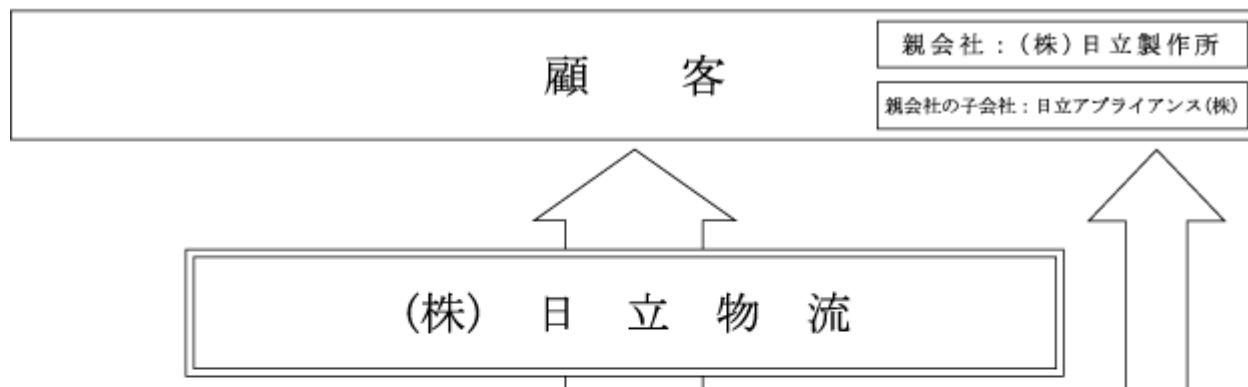 親会社：(株)日立製作所
顧　客
親会社の子会社：日立アプライアンス(株)
(株)　日　立　物　流